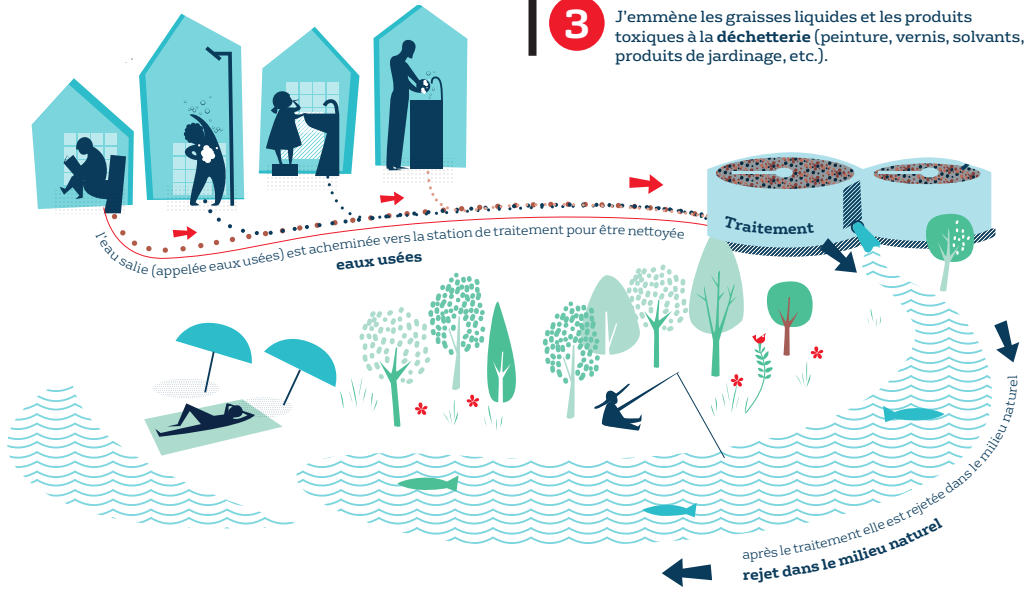 3
J'emmène les graisses liquides et les produits
toxiques à la déchetterie (peinture, vernis, solvants,
produits de jardinage, etc.).
Traitement
l'eau salie (appelée eaux usées) est acheminée vers la station de traitement pour être nettoyée
eaux usées
après le traitement elle est rejetée dans le milieu naturel
rejet dans le milieu naturel